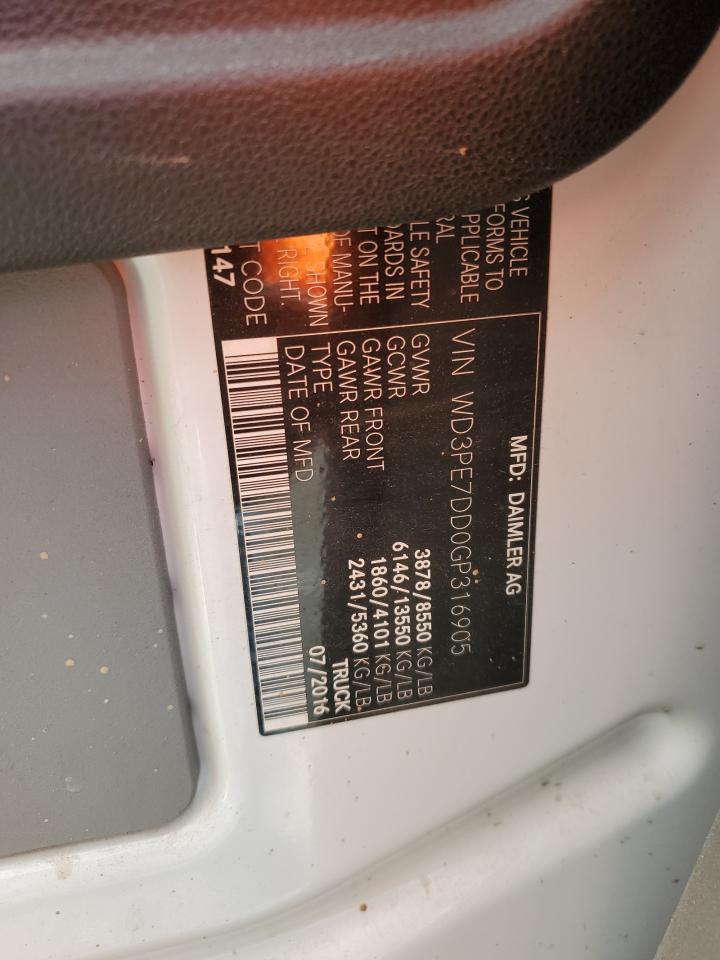 MFD: DAIMLER AG
VIN WD3PE7DD0GP316905
GVWR 3878/8550 KG/LB
GCWR 6146/13550 KG/LB
GAWR FRONT 1860/4101 KG/LB
GAWR REAR 2431/5360 KG/LB
TYPE TRUCK
DATE OF MFD 07/2016
VEHICLE
FORMS TO
PPLICABLE
RAL
LE SAFETY
DARDS IN
T ON THE
OF MANU-
SHOWN
RIGHT.
T CODE
147